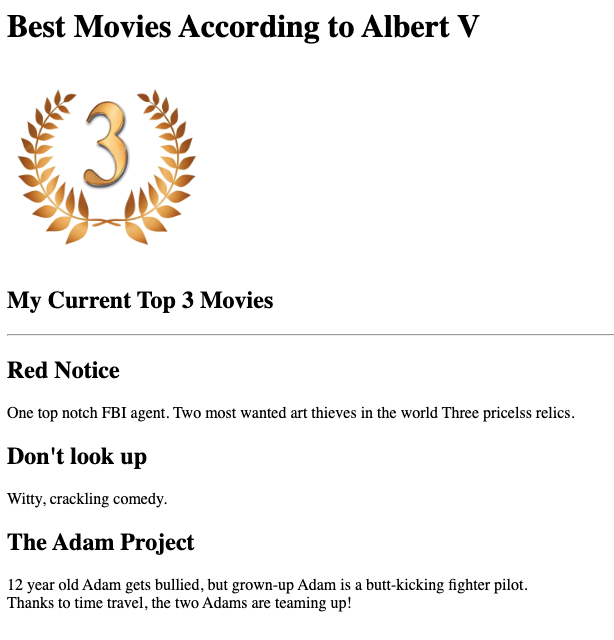 Best Movies According to Albert V
3
My Current Top 3 Movies
Red Notice
One top notch FBI agent. Two most wanted art thieves in the world Three pricelss relics.
Don't look up
Witty, crackling comedy.
The Adam Project
12 year old Adam gets bullied, but grown-up Adam is a butt-kicking fighter pilot.
Thanks to time travel, the two Adams are teaming up!